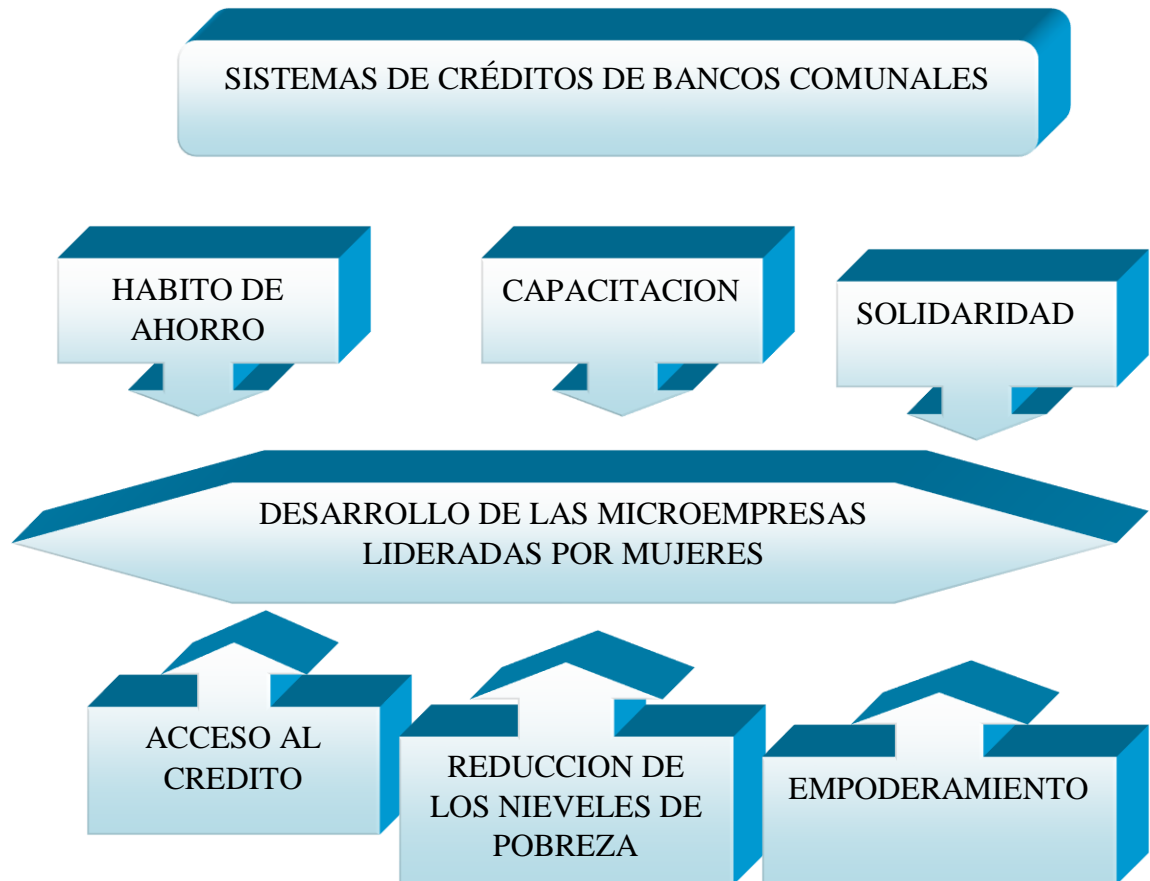 SISTEMAS DE CRÉDITOS DE BANCOS COMUNALES
HABITO DE
AHORRO
CAPACITACION
SOLIDARIDAD
DESARROLLO DE LAS MICROEMPRESAS
LIDERADAS POR MUJERES
ACCESO AL
CREDITO
REDUCCION DE
LOS NIEVELES DE
POBREZA
EMPODERAMIENTO